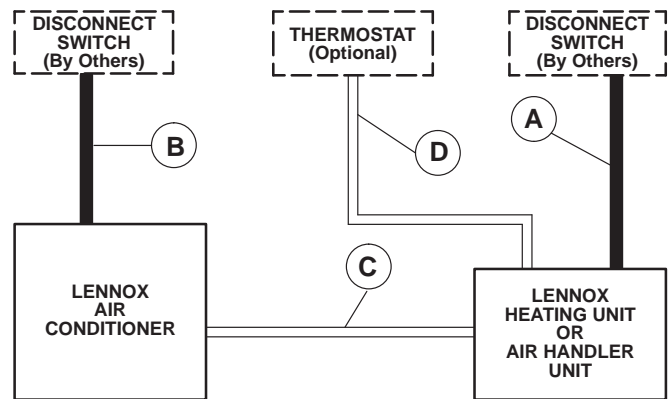 DISCONNECT
SWITCH
(By Others)
THERMOSTAT
(Optional)
DISCONNECT
SWITCH
(By Others)
A
B
D
C
LENNOX
AIR
CONDITIONER
LENNOX
HEATING UNIT
OR
AIR HANDLER
UNIT